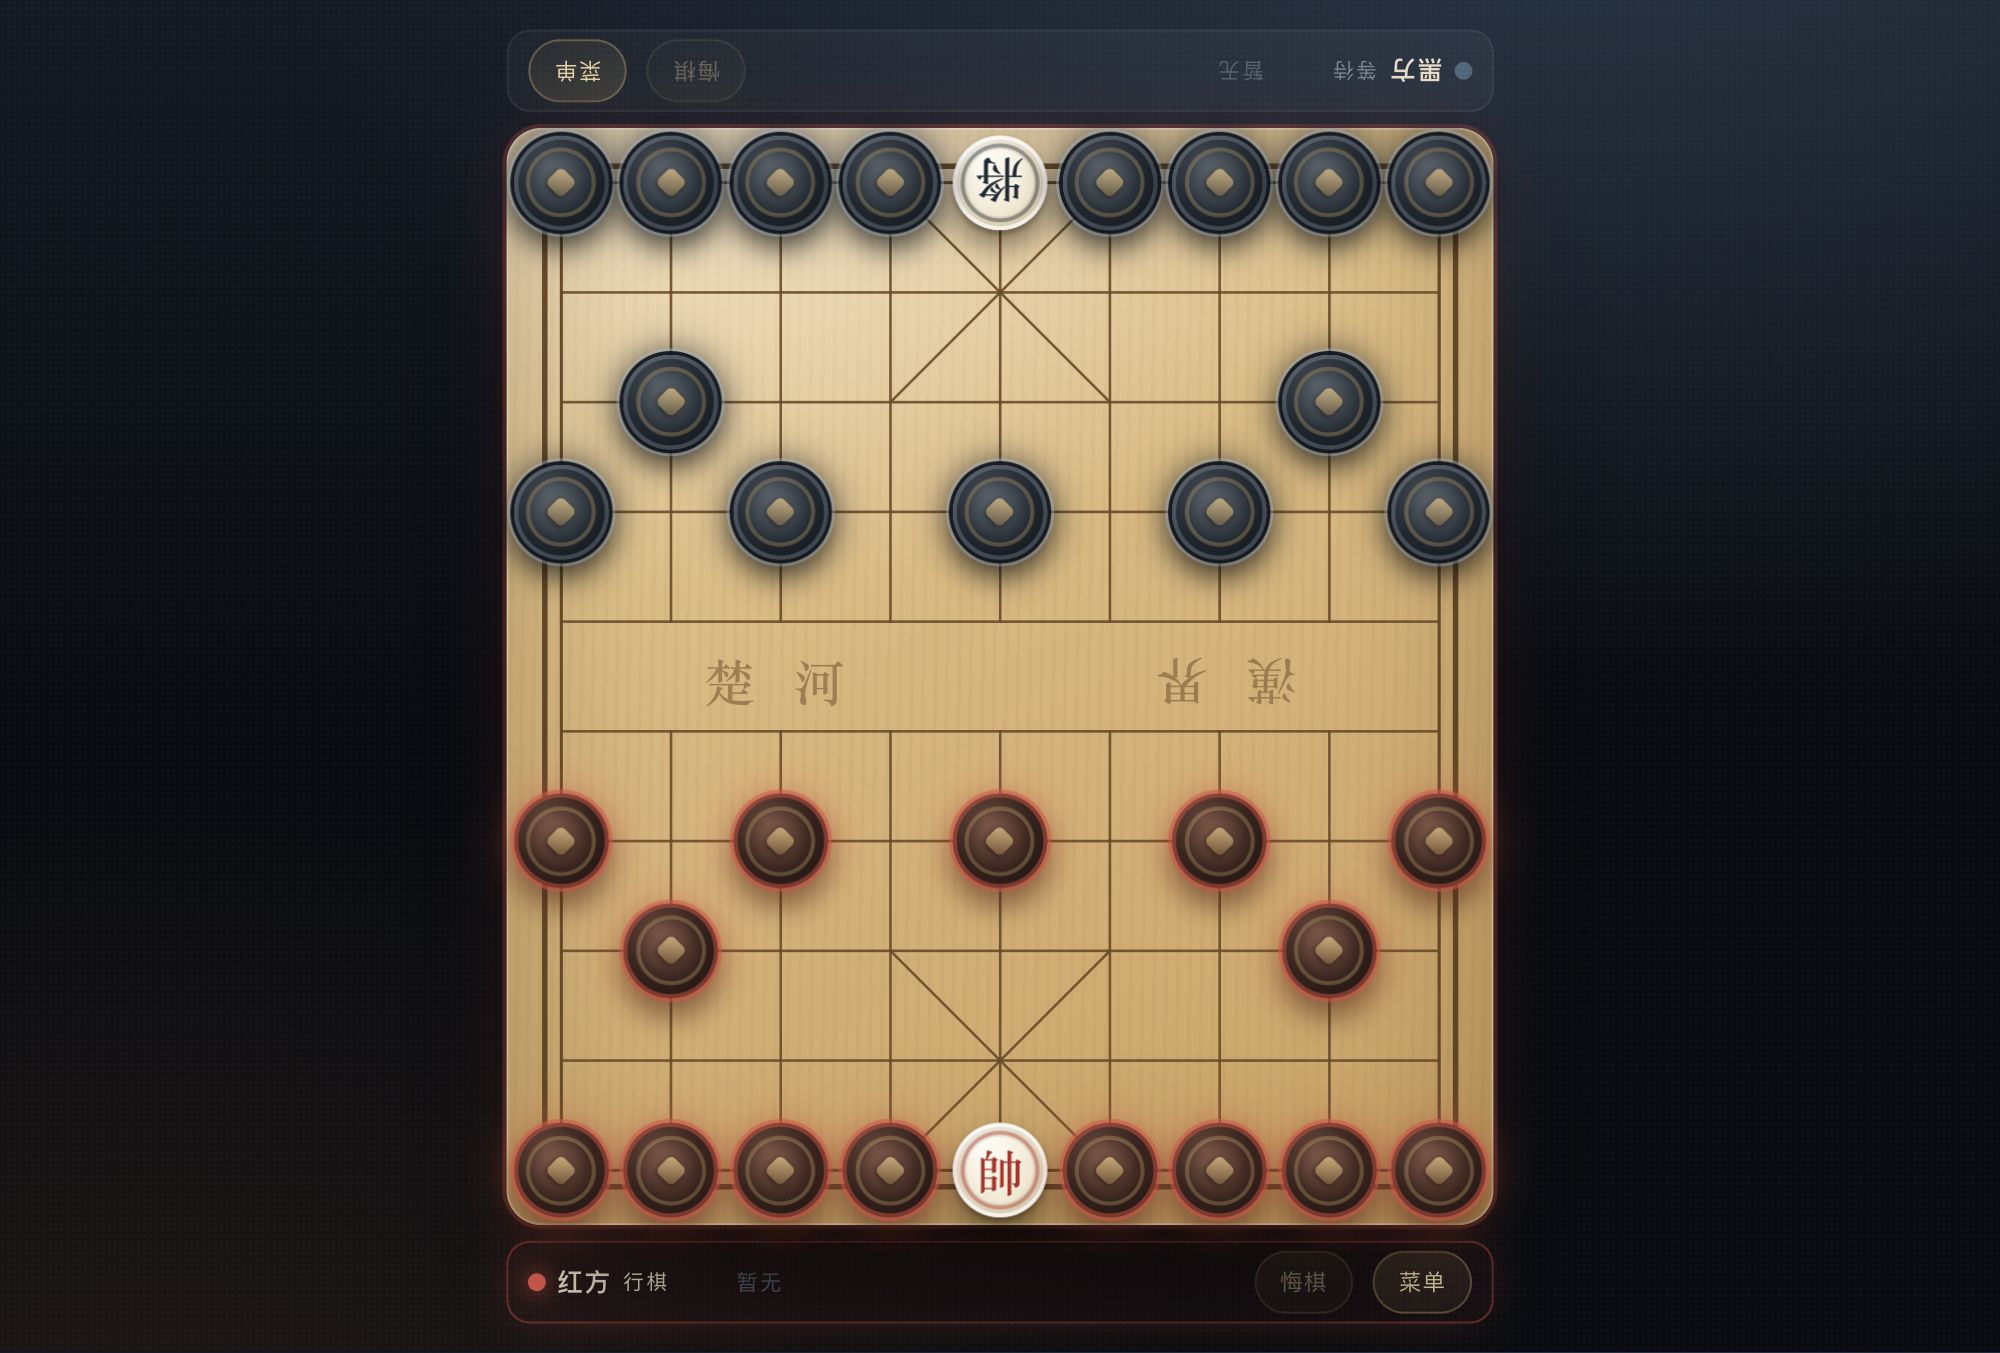 黑方 等待 暂无 悔棋 菜单
將
楚 河 漢 界
帥
红方 行棋 暂无 悔棋 菜单